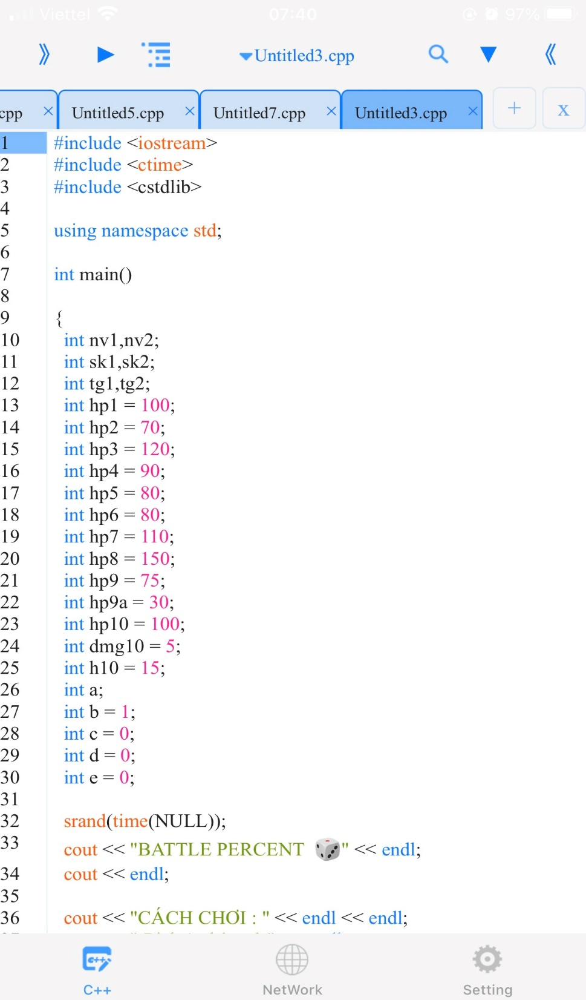 Viettel 07:40 97%
Untitled3.cpp
cpp × Untitled5.cpp × Untitled7.cpp × Untitled3.cpp × + x
1 #include <iostream>
2 #include <ctime>
3 #include <cstdlib>
4
5 using namespace std;
6
7 int main()
8
9 {
10 int nv1,nv2;
11 int sk1,sk2;
12 int tg1,tg2;
13 int hp1 = 100;
14 int hp2 = 70;
15 int hp3 = 120;
16 int hp4 = 90;
17 int hp5 = 80;
18 int hp6 = 80;
19 int hp7 = 110;
20 int hp8 = 150;
21 int hp9 = 75;
22 int hp9a = 30;
23 int hp10 = 100;
24 int dmg10 = 5;
25 int h10 = 15;
26 int a;
27 int b = 1;
28 int c = 0;
29 int d = 0;
30 int e = 0;
31
32 srand(time(NULL));
33 cout << "BATTLE PERCENT 🎲" << endl;
34 cout << endl;
35
36 cout << "CÁCH CHƠI : " << endl << endl;
C++ NetWork Setting